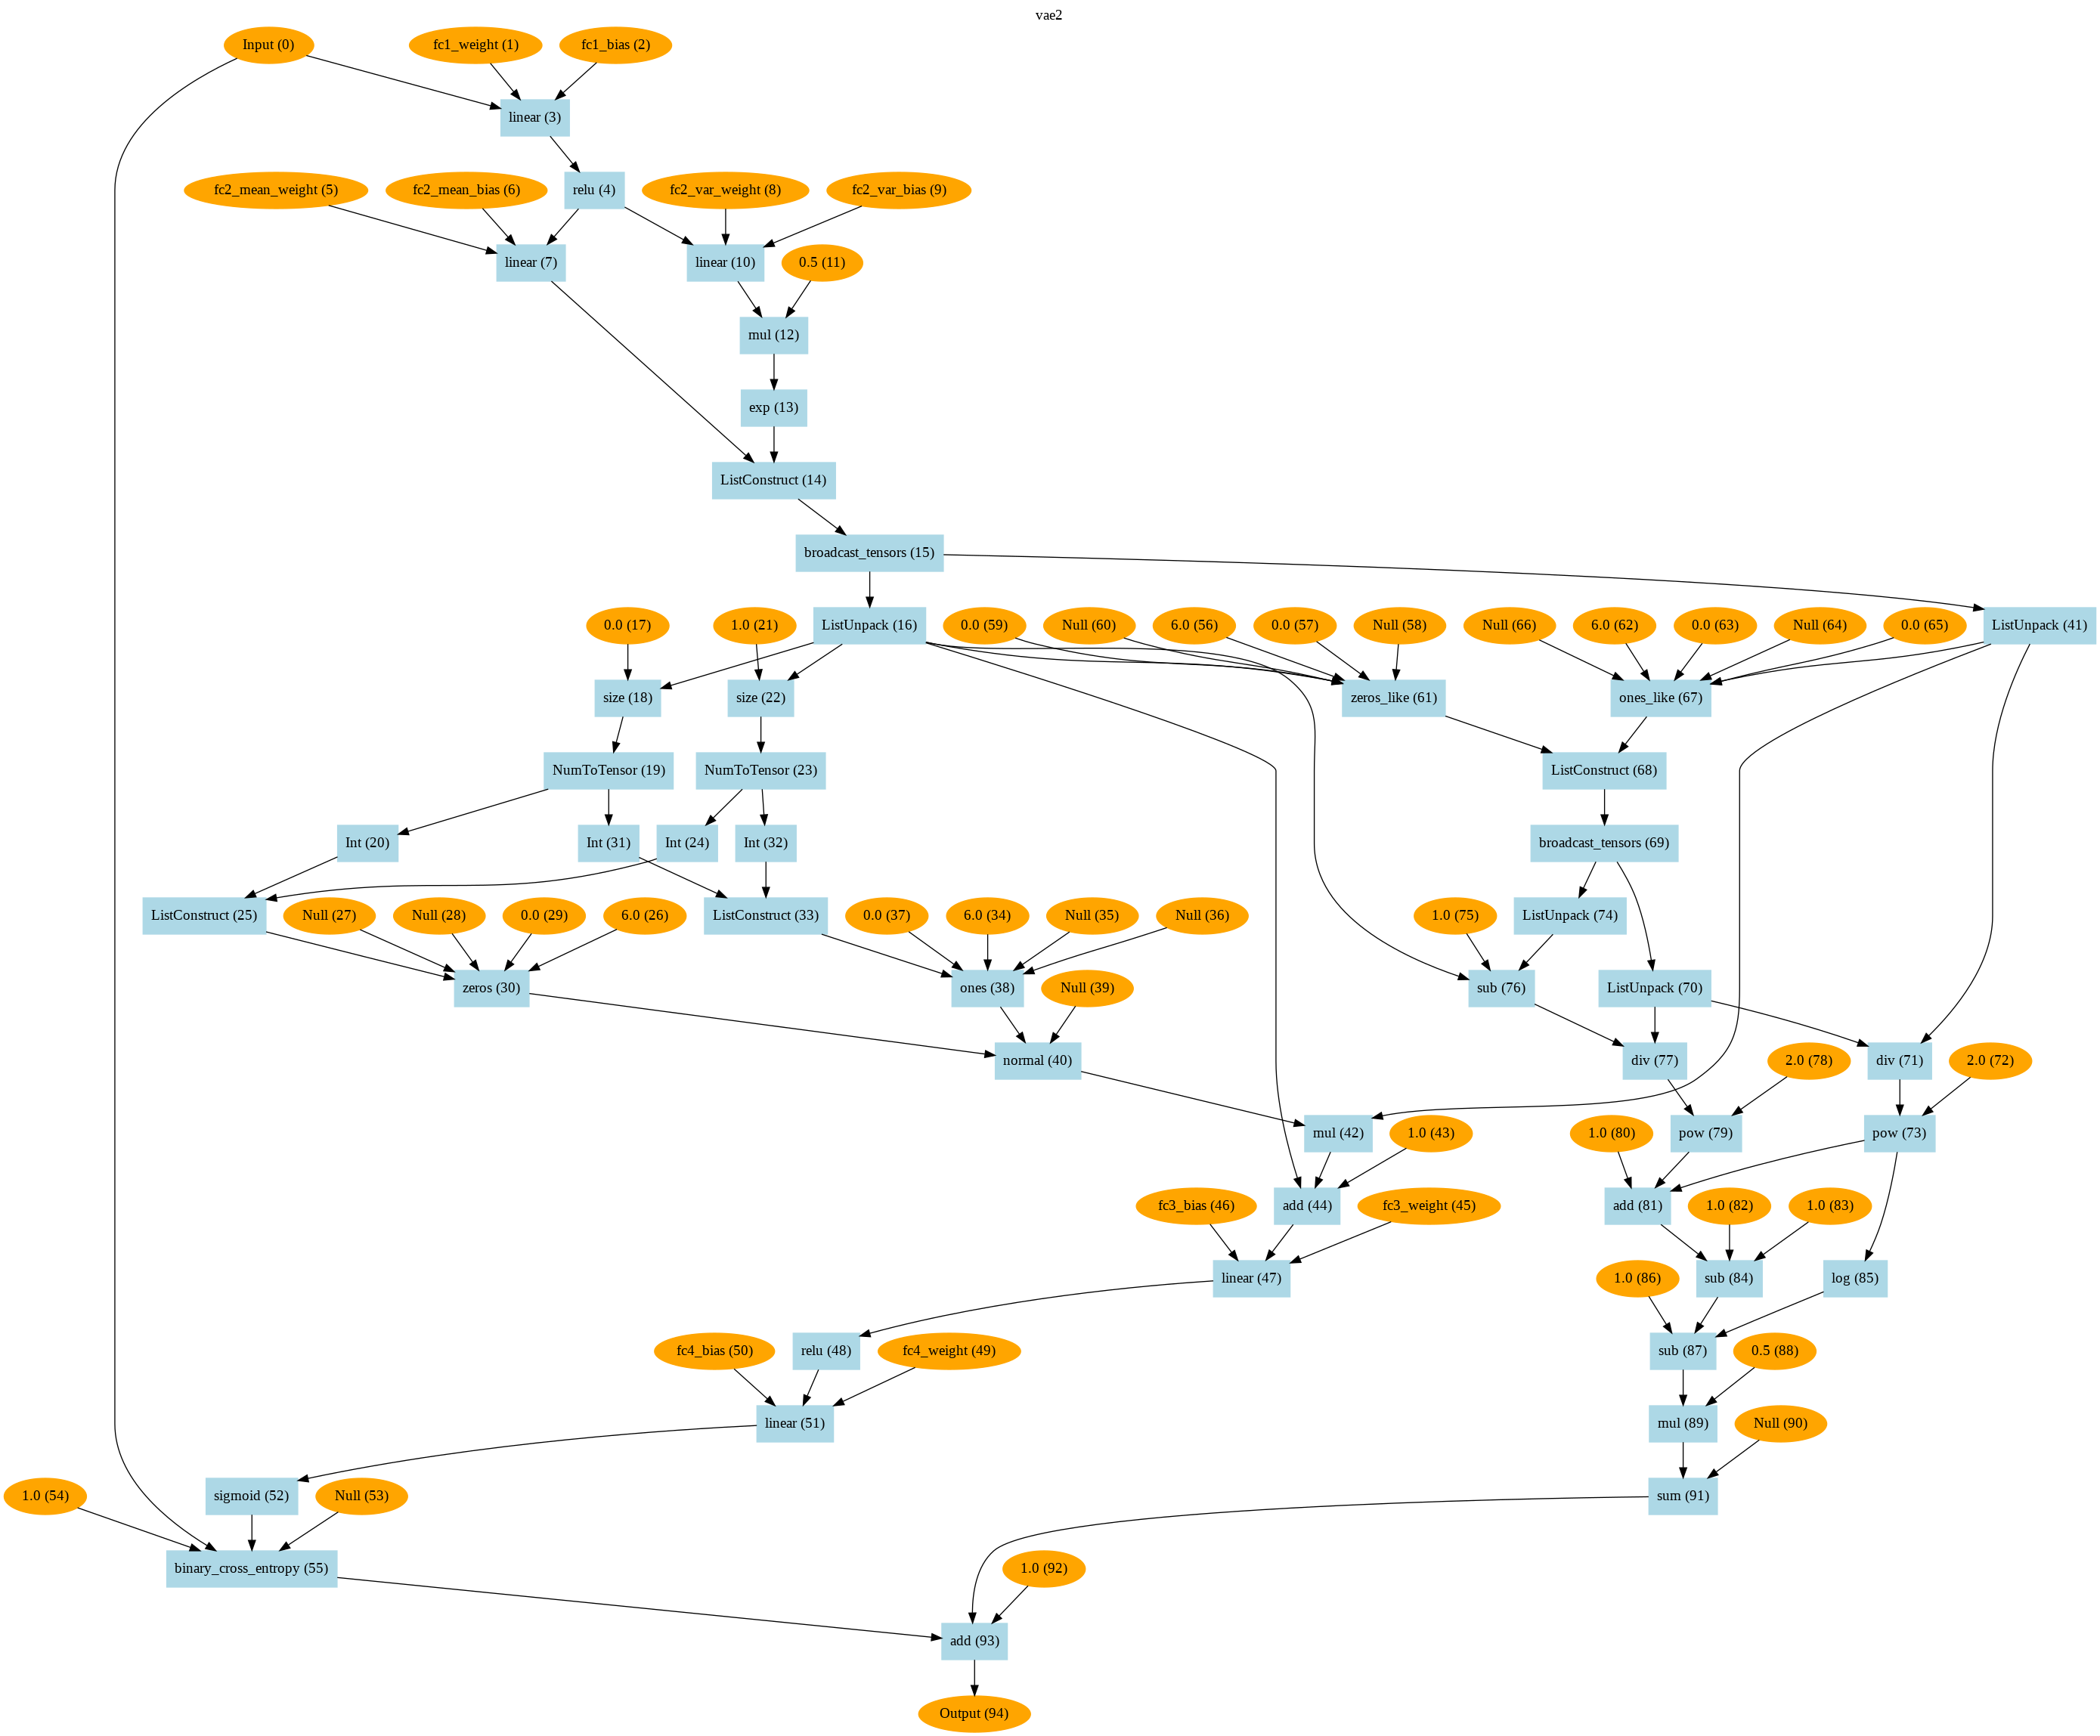 vae2
Input (0)
fc1_weight (1)
fc1_bias (2)
linear (3)
fc2_mean_weight (5)
fc2_mean_bias (6)
relu (4)
fc2_var_weight (8)
fc2_var_bias (9)
linear (7)
linear (10)
0.5 (11)
mul (12)
exp (13)
ListConstruct (14)
broadcast_tensors (15)
0.0 (17)
1.0 (21)
ListUnpack (16)
0.0 (59)
Null (60)
6.0 (56)
0.0 (57)
Null (58)
Null (66)
6.0 (62)
0.0 (63)
Null (64)
0.0 (65)
ListUnpack (41)
size (18)
size (22)
zeros_like (61)
ones_like (67)
NumToTensor (19)
NumToTensor (23)
ListConstruct (68)
Int (20)
Int (31)
Int (24)
Int (32)
broadcast_tensors (69)
ListConstruct (25)
Null (27)
Null (28)
0.0 (29)
6.0 (26)
ListConstruct (33)
0.0 (37)
6.0 (34)
Null (35)
Null (36)
1.0 (75)
ListUnpack (74)
zeros (30)
ones (38)
Null (39)
sub (76)
ListUnpack (70)
normal (40)
div (77)
2.0 (78)
div (71)
2.0 (72)
mul (42)
1.0 (43)
1.0 (80)
pow (79)
pow (73)
fc3_bias (46)
add (44)
fc3_weight (45)
add (81)
1.0 (82)
1.0 (83)
linear (47)
1.0 (86)
sub (84)
log (85)
fc4_bias (50)
relu (48)
fc4_weight (49)
sub (87)
0.5 (88)
linear (51)
mul (89)
Null (90)
1.0 (54)
sigmoid (52)
Null (53)
sum (91)
binary_cross_entropy (55)
1.0 (92)
add (93)
Output (94)